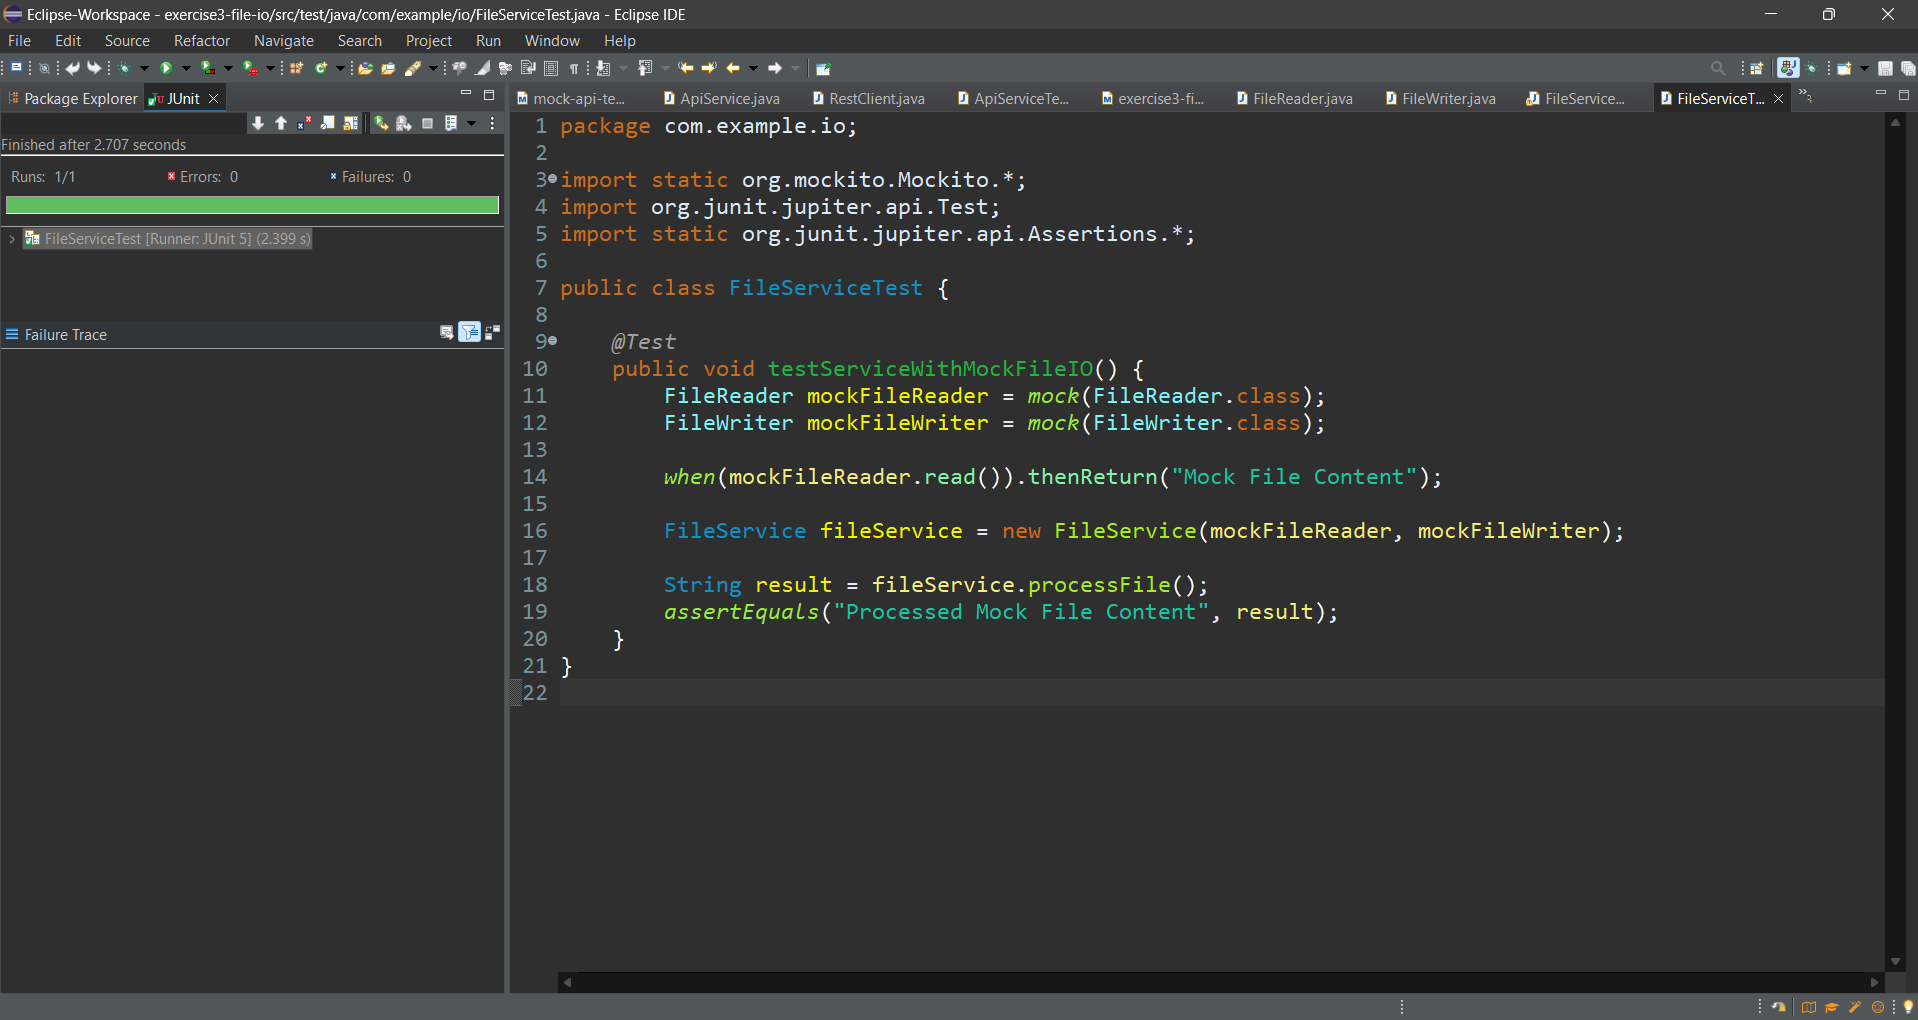 Eclipse-Workspace - exercise3-file-io/src/test/java/com/example/io/FileServiceTest.java - Eclipse IDE
File Edit Source Refactor Navigate Search Project Run Window Help
Package Explorer JUnit
mock-api-te... ApiService.java RestClient.java ApiServiceTe... exercise3-fi... FileReader.java FileWriter.java FileService... FileServiceT...
Finished after 2.707 seconds
Runs: 1/1 Errors: 0 Failures: 0
FileServiceTest [Runner: JUnit 5] (2.399 s)
Failure Trace
1 package com.example.io;
2
3 import static org.mockito.Mockito.*;
4 import org.junit.jupiter.api.Test;
5 import static org.junit.jupiter.api.Assertions.*;
6
7 public class FileServiceTest {
8
9 @Test
10 public void testServiceWithMockFileIO() {
11 FileReader mockFileReader = mock(FileReader.class);
12 FileWriter mockFileWriter = mock(FileWriter.class);
13
14 when(mockFileReader.read()).thenReturn("Mock File Content");
15
16 FileService fileService = new FileService(mockFileReader, mockFileWriter);
17
18 String result = fileService.processFile();
19 assertEquals("Processed Mock File Content", result);
20 }
21 }
22